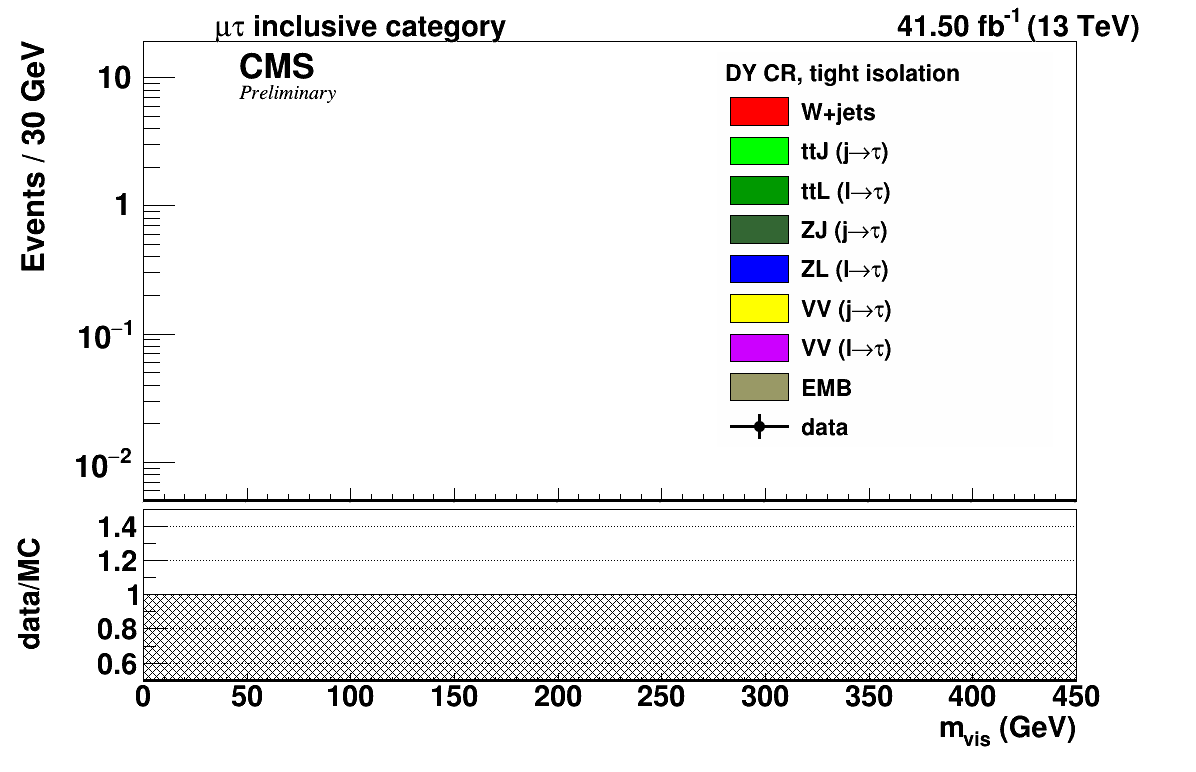 μτ inclusive category
41.50 fb⁻¹ (13 TeV)
CMS
Preliminary
Events / 30 GeV
10
1
10⁻¹
10⁻²
DY CR, tight isolation
W+jets
ttJ (j→τ)
ttL (l→τ)
ZJ (j→τ)
ZL (l→τ)
VV (j→τ)
VV (l→τ)
EMB
data
data/MC
1.4
1.2
1
0.8
0.6
0 50 100 150 200 250 300 350 400 450
m_vis (GeV)